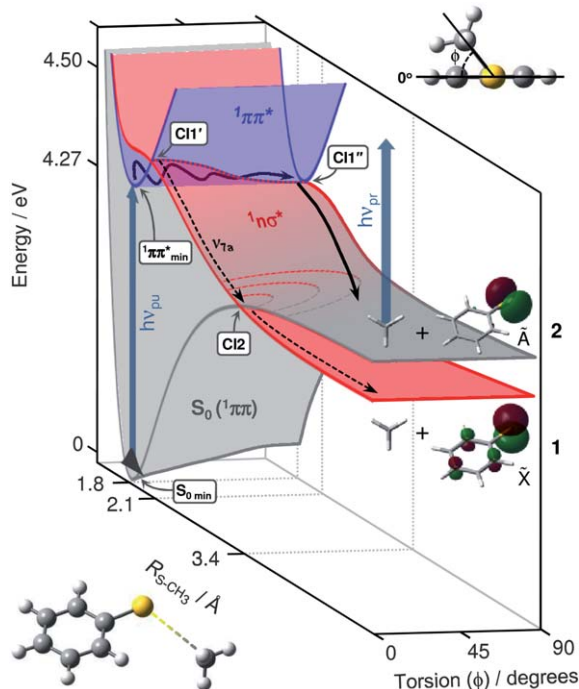 4.50
4.27
0
Energy / eV
ϕ
0°
¹ππ*
CI1′
CI1″
¹ππ*min
¹nσ*
ν7a
hνpu
hνpr
CI2
S0 (¹ππ)
S0 min
+
Ã
2
+
X̃
1
1.8
2.1
3.4
RS-CH3 / Å
0
45
90
Torsion (ϕ) / degrees